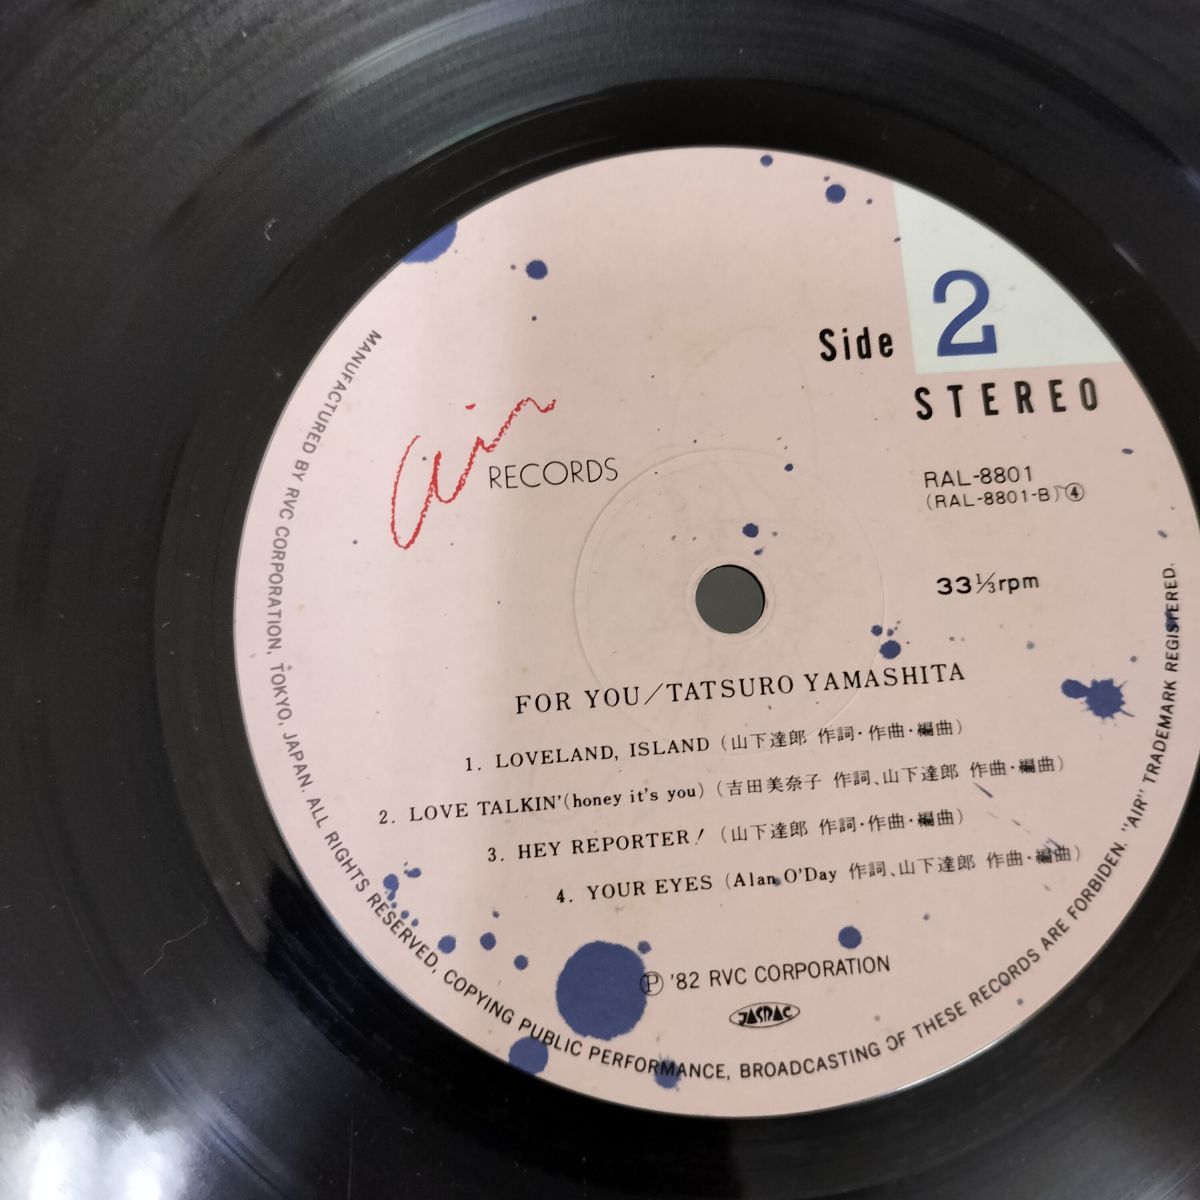 Side 2
STEREO
air
RECORDS
RAL-8801
(RAL-8801-B) ④
33⅓rpm
FOR YOU/TATSURO YAMASHITA
1. LOVELAND, ISLAND (山下達郎 作詞・作曲・編曲)
2. LOVE TALKIN'(honey it's you) (吉田美奈子 作詞、山下達郎 作曲・編曲)
3. HEY REPORTER! (山下達郎 作詞・作曲・編曲)
4. YOUR EYES (Alan O'Day 作詞、山下達郎 作曲・編曲)
Ⓟ '82 RVC CORPORATION
JASRAC
MANUFACTURED BY RVC CORPORATION, TOKYO, JAPAN. ALL RIGHTS RESERVED, COPYING PUBLIC PERFORMANCE, BROADCASTING OF THESE RECORDS ARE FORBIDEN. "AIR" TRADEMARK REGISTERED.